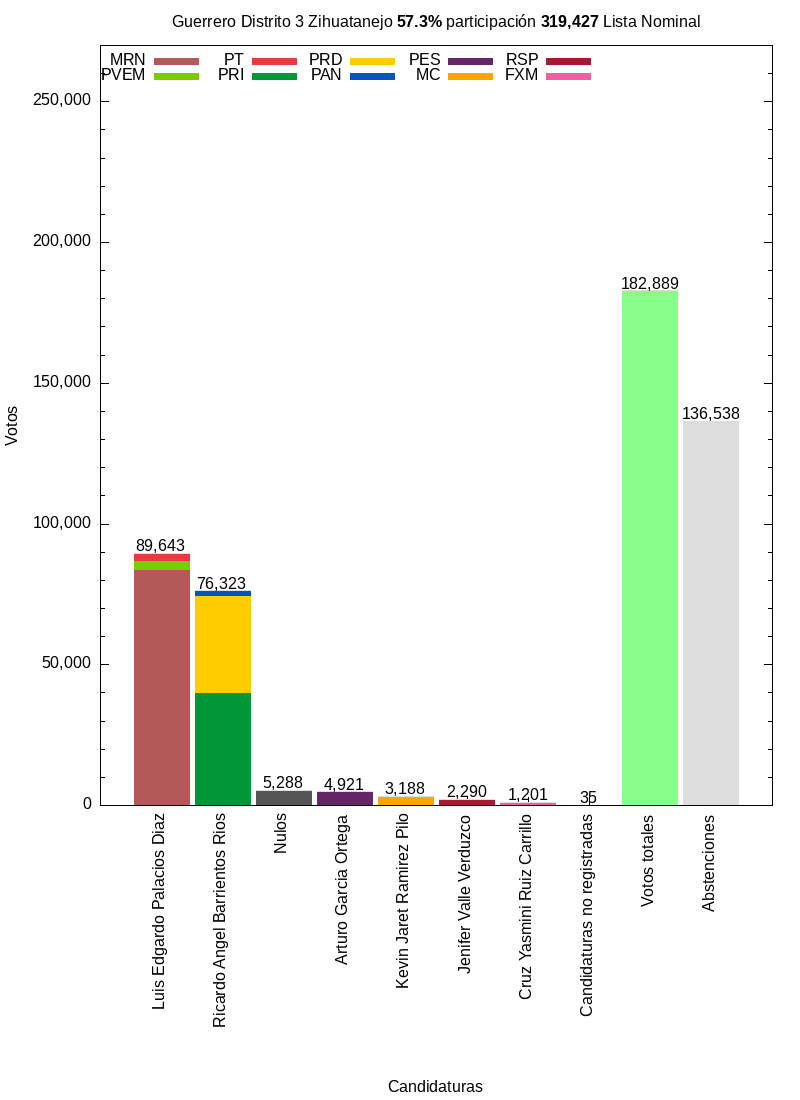 Guerrero Distrito 3 Zihuatanejo 57.3% participación 319,427 Lista Nominal
MRN PT PRD PES RSP
PVEM PRI PAN MC FXM
250,000
200,000
150,000
100,000
50,000
0
Votos
89,643
76,323
5,288
4,921
3,188
2,290
1,201
35
182,889
136,538
Luis Edgardo Palacios Diaz
Ricardo Angel Barrientos Rios
Nulos
Arturo Garcia Ortega
Kevin Jaret Ramirez Pilo
Jenifer Valle Verduzco
Cruz Yasmini Ruiz Carrillo
Candidaturas no registradas
Votos totales
Abstenciones
Candidaturas